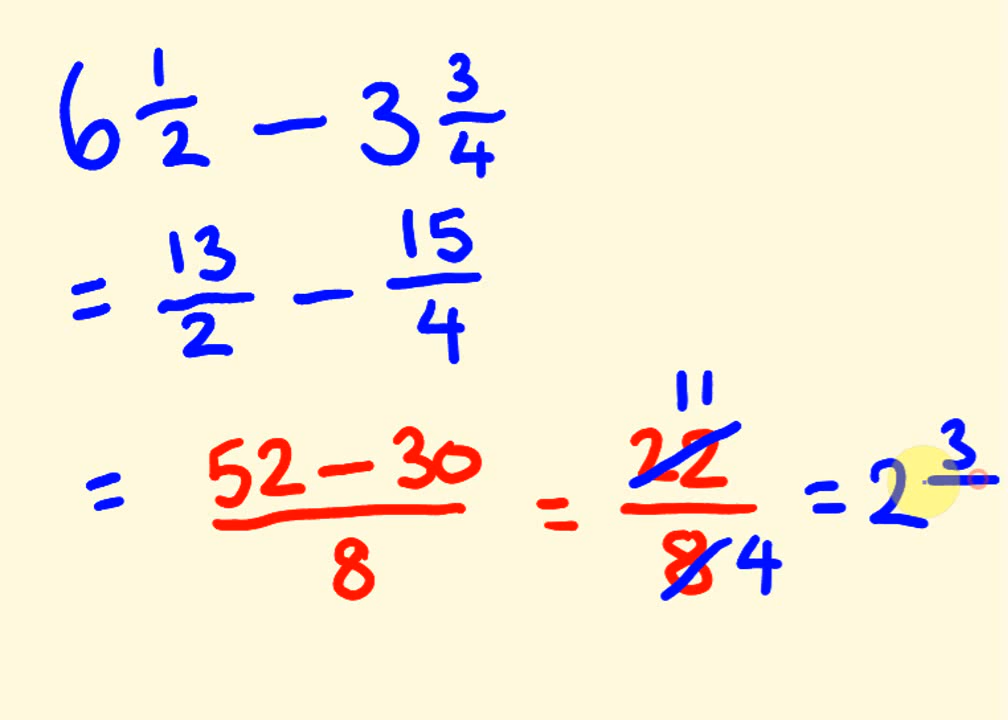 6 1/2 − 3 3/4
= 13/2 − 15/4
= (52 − 30)/8 = 22/8 11/4 = 2 3/